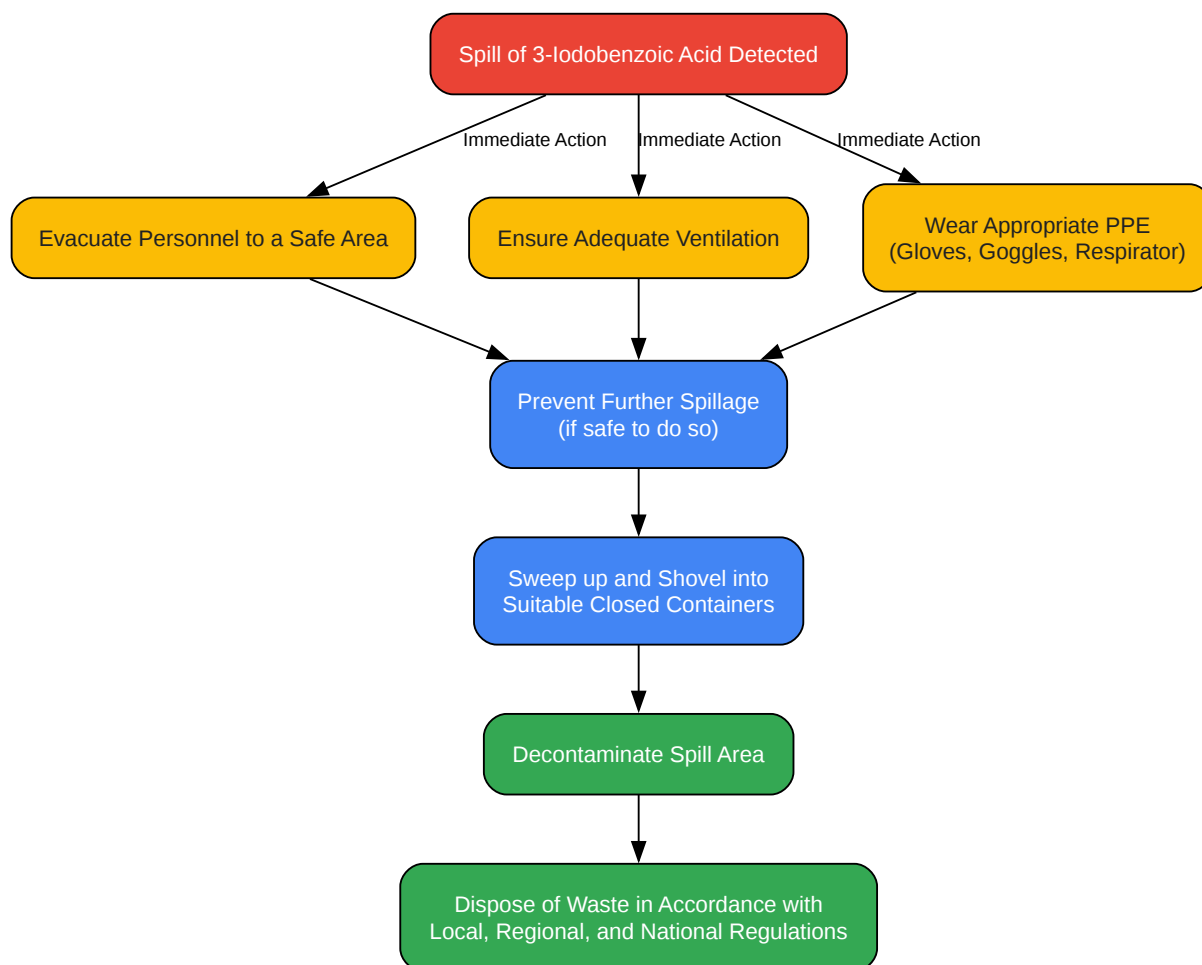 Spill of 3-Iodobenzoic Acid Detected
Immediate Action
Immediate Action
Immediate Action
Evacuate Personnel to a Safe Area
Ensure Adequate Ventilation
Wear Appropriate PPE
(Gloves, Goggles, Respirator)
Prevent Further Spillage
(if safe to do so)
Sweep up and Shovel into
Suitable Closed Containers
Decontaminate Spill Area
Dispose of Waste in Accordance with
Local, Regional, and National Regulations